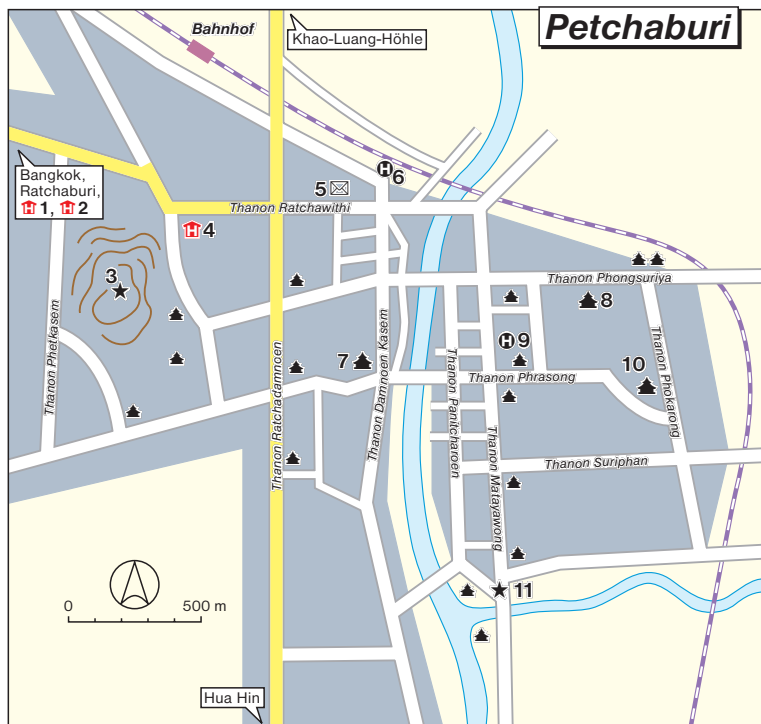 Petchaburi
Bahnhof
Khao-Luang-Höhle
Bangkok,
Ratchaburi,
H 1, H 2
H 6
5
Thanon Ratchawithi
H 4
3
Thanon Phongsuriya
8
H 9
7
10
Thanon Phrasong
Thanon Phetkasem
Thanon Ratchadamnoen
Thanon Damnoen Kasem
Thanon Panitcharoen
Thanon Matayawong
Thanon Phokarong
Thanon Suriphan
11
0 500 m
Hua Hin